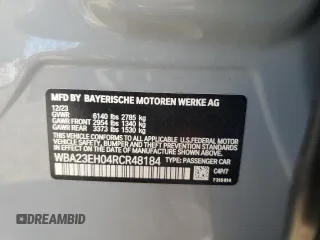 MFD BY BAYERISCHE MOTOREN WERKE AG
12/23
GVWR 6140 lbs 2785 kg
GAWR FRONT 2954 lbs 1340 kg
GAWR REAR 3373 lbs 1530 kg
THIS VEHICLE CONFORMS TO ALL APPLICABLE
U.S. FEDERAL MOTOR VEHICLE SAFETY, BUMPER, AND
THEFT PREVENTION STANDARDS IN EFFECT ON THE DATE
OF MANUFACTURE SHOWN ABOVE.
WBA23EH04RCR48184 TYPE: PASSENGER CAR
C4P/7
DREAMBID